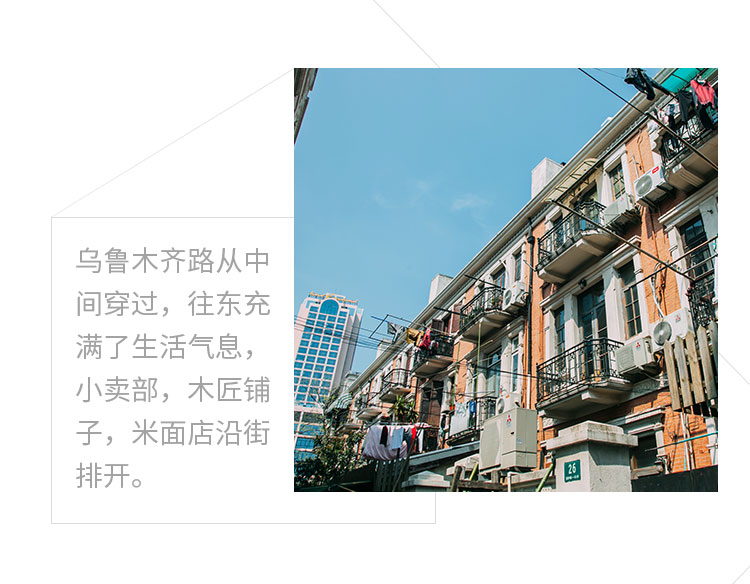 乌鲁木齐路从中
间穿过，往东充
满了生活气息，
小卖部，木匠铺
子，米面店沿街
排开。
26